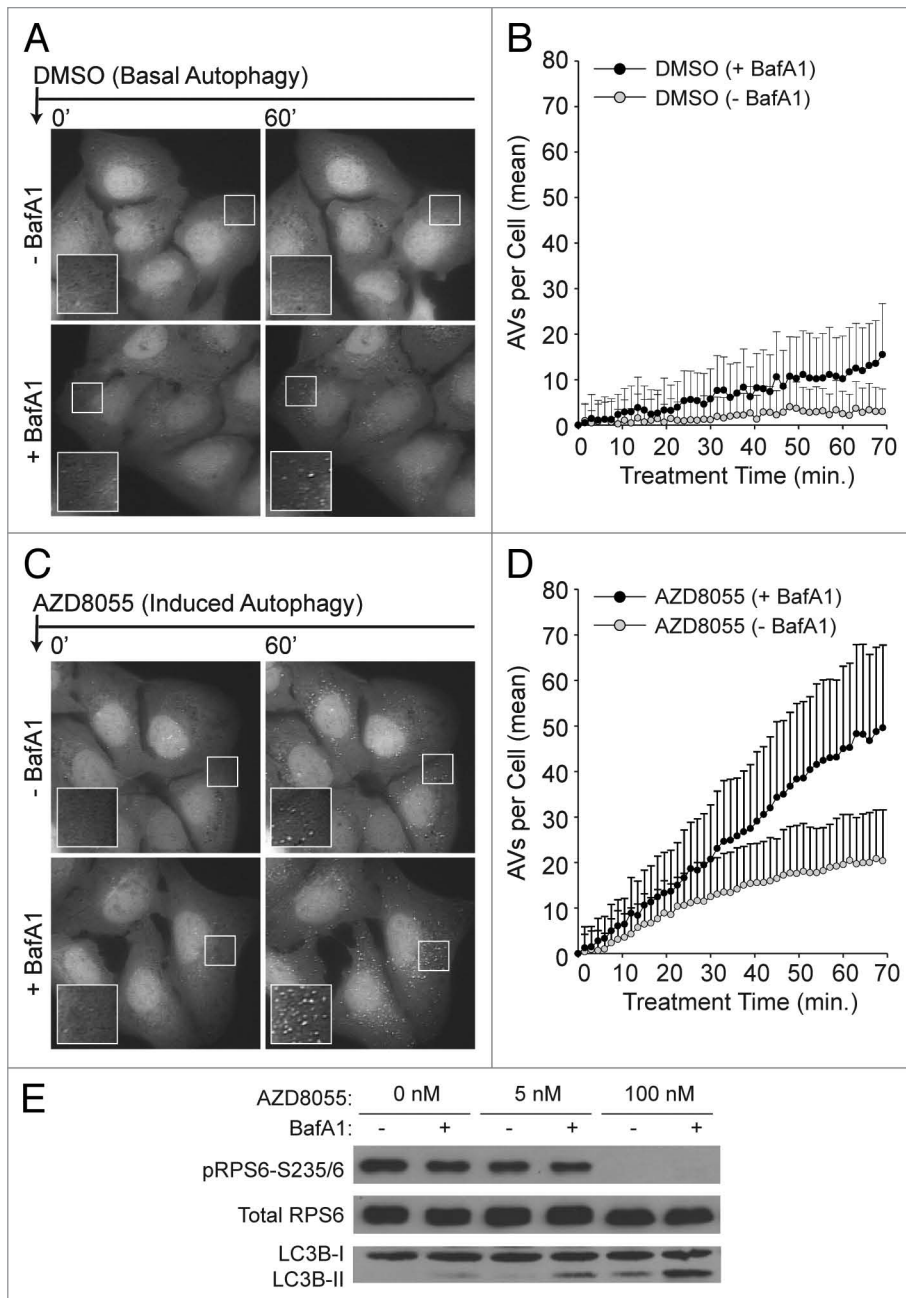 A
DMSO (Basal Autophagy)
0'
60'
- BafA1
+ BafA1
B
DMSO (+ BafA1)
DMSO (- BafA1)
AVs per Cell (mean)
80
70
60
50
40
30
20
10
0
0 10 20 30 40 50 60 70
Treatment Time (min.)
C
AZD8055 (Induced Autophagy)
0'
60'
- BafA1
+ BafA1
D
AZD8055 (+ BafA1)
AZD8055 (- BafA1)
AVs per Cell (mean)
80
70
60
50
40
30
20
10
0
0 10 20 30 40 50 60 70
Treatment Time (min.)
E
AZD8055: 0 nM 5 nM 100 nM
BafA1: - + - + - +
pRPS6-S235/6
Total RPS6
LC3B-I
LC3B-II